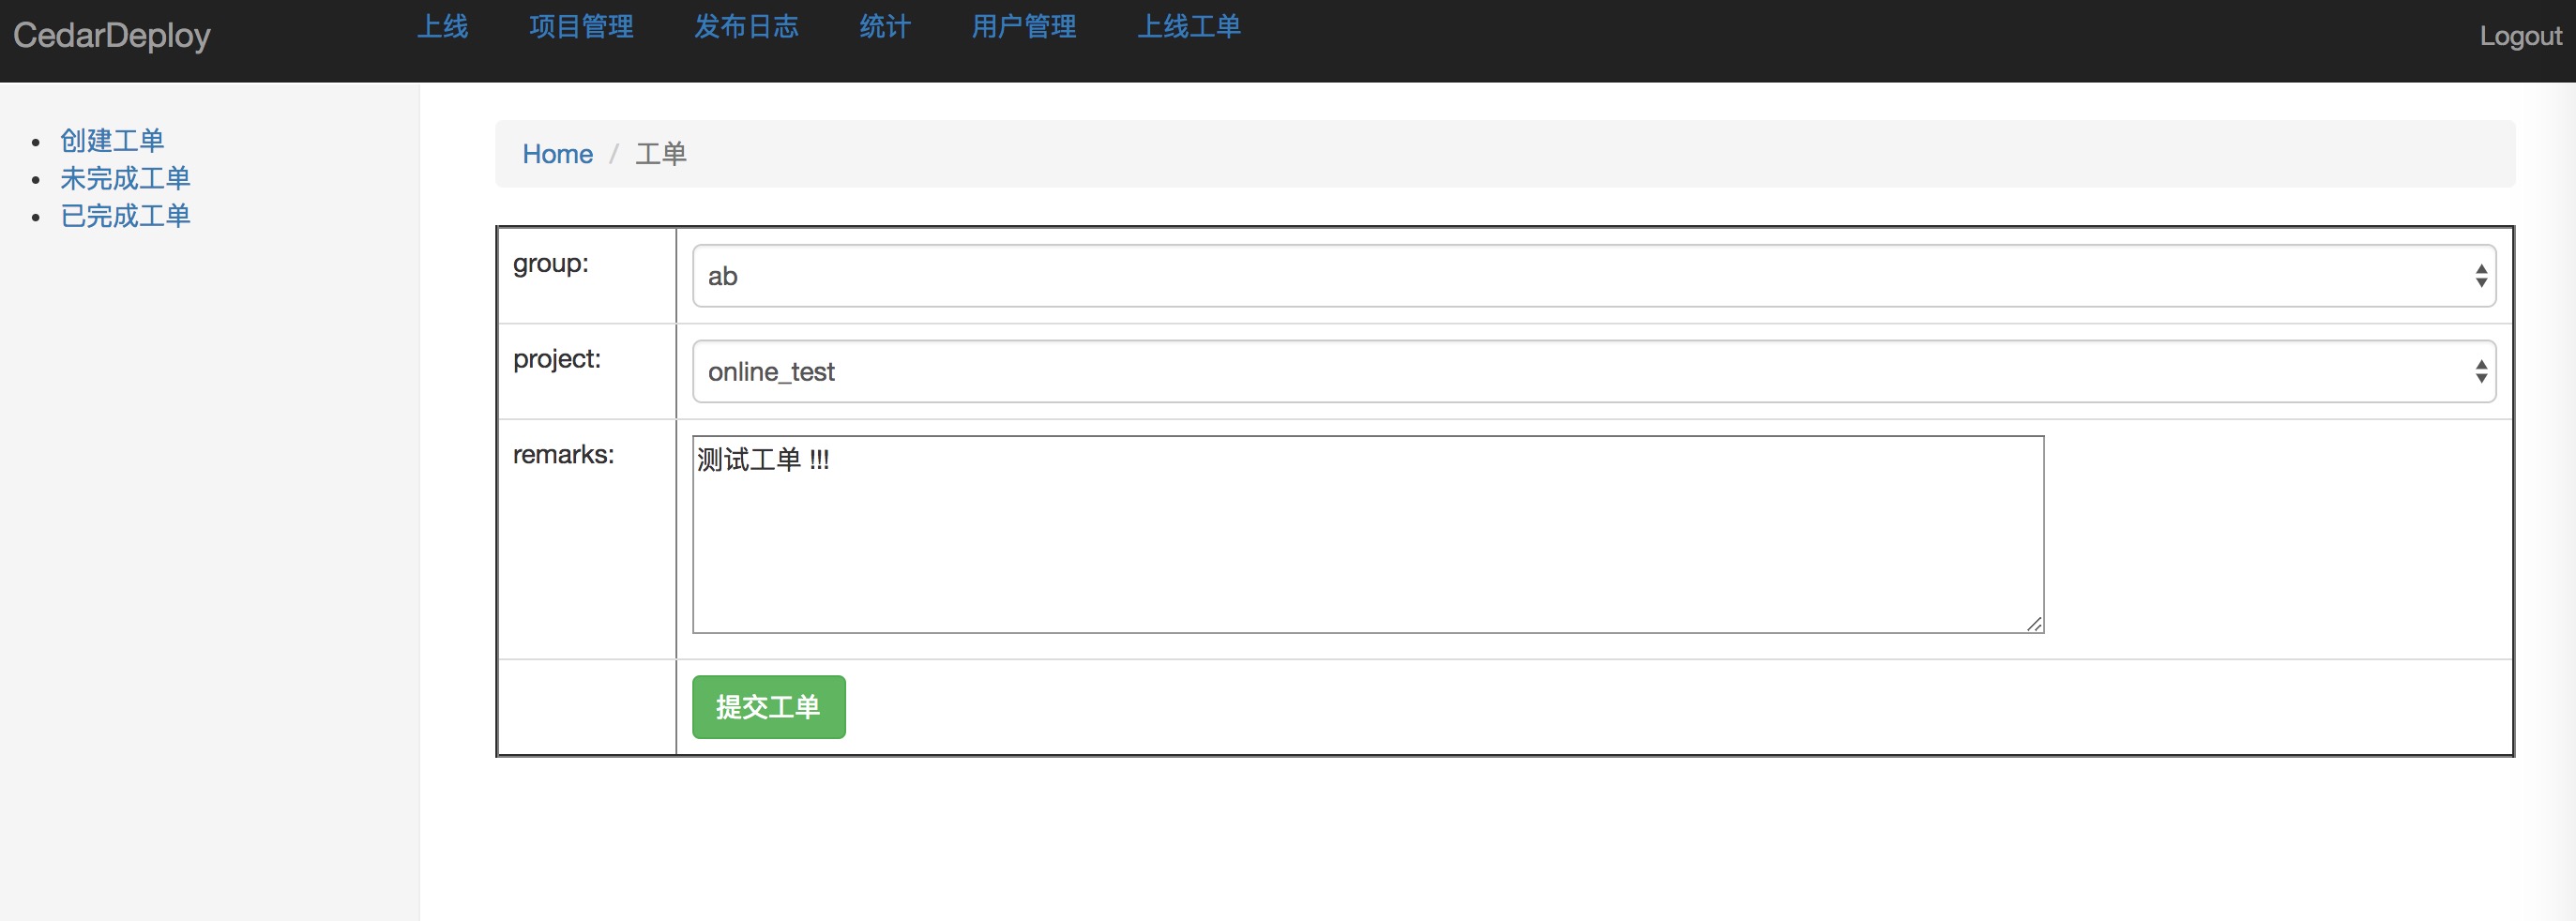 CedarDeploy 上线 项目管理 发布日志 统计 用户管理 上线工单 Logout
创建工单
未完成工单
已完成工单
Home / 工单
group: ab
project: online_test
remarks: 测试工单 !!!
提交工单